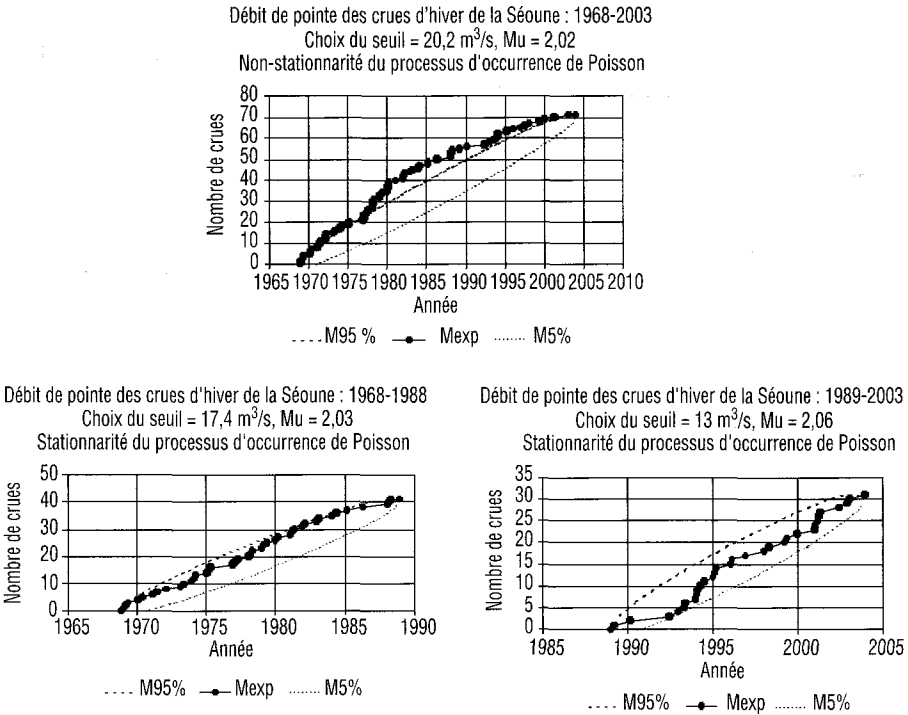 Débit de pointe des crues d'hiver de la Séoune : 1968-2003
Choix du seuil = 20,2 m³/s, Mu = 2,02
Non-stationnarité du processus d'occurrence de Poisson
Nombre de crues
80
70
60
50
40
30
20
10
0
1965 1970 1975 1980 1985 1990 1995 2000 2005 2010
Année
M95 % Mexp M5%
Débit de pointe des crues d'hiver de la Séoune : 1968-1988
Choix du seuil = 17,4 m³/s, Mu = 2,03
Stationnarité du processus d'occurrence de Poisson
Nombre de crues
50
40
30
20
10
0
1965 1970 1975 1980 1985 1990
Année
M95% Mexp M5%
Débit de pointe des crues d'hiver de la Séoune : 1989-2003
Choix du seuil = 13 m³/s, Mu = 2,06
Stationnarité du processus d'occurrence de Poisson
Nombre de crues
35
30
25
20
15
10
5
0
1985 1990 1995 2000 2005
Année
M95% Mexp M5%